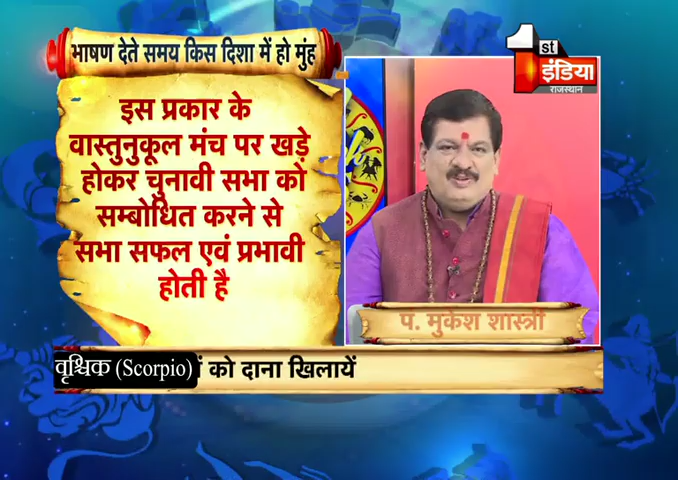 भाषण देते समय किस दिशा में हो मुंह
1st
इंडिया
राजस्थान
इस प्रकार के
वास्तुनुकूल मंच पर खड़े
होकर चुनावी सभा को
सम्बोधित करने से
सभा सफल एवं प्रभावी
होती है
पं. मुकेश शास्त्री
वृश्चिक (Scorpio)
को दाना खिलायें